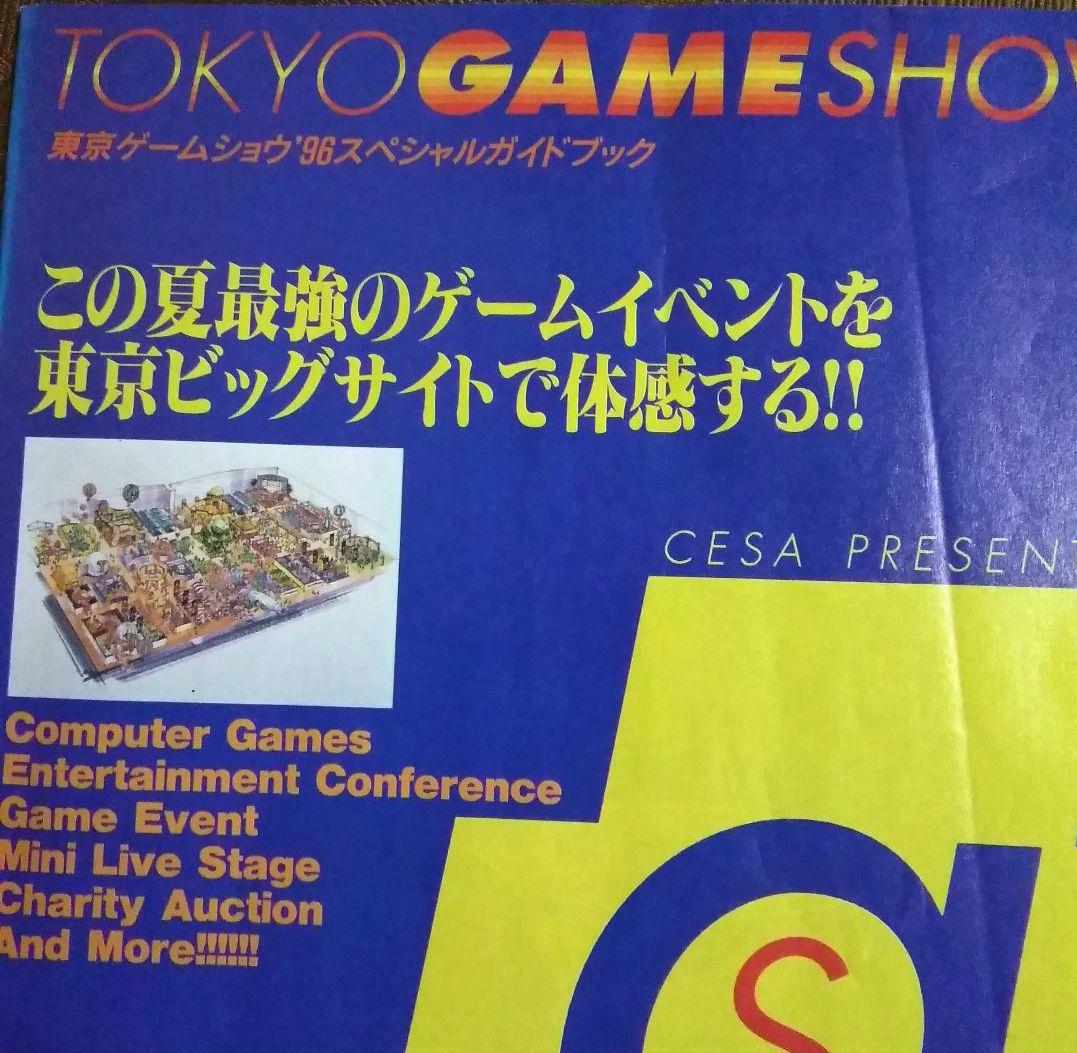 TOKYO GAME SHOW
東京ゲームショウ'96スペシャルガイドブック
この夏最強のゲームイベントを
東京ビッグサイトで体感する!!
CESA PRESENT
Computer Games
Entertainment Conference
Game Event
Mini Live Stage
Charity Auction
And More!!!!!!